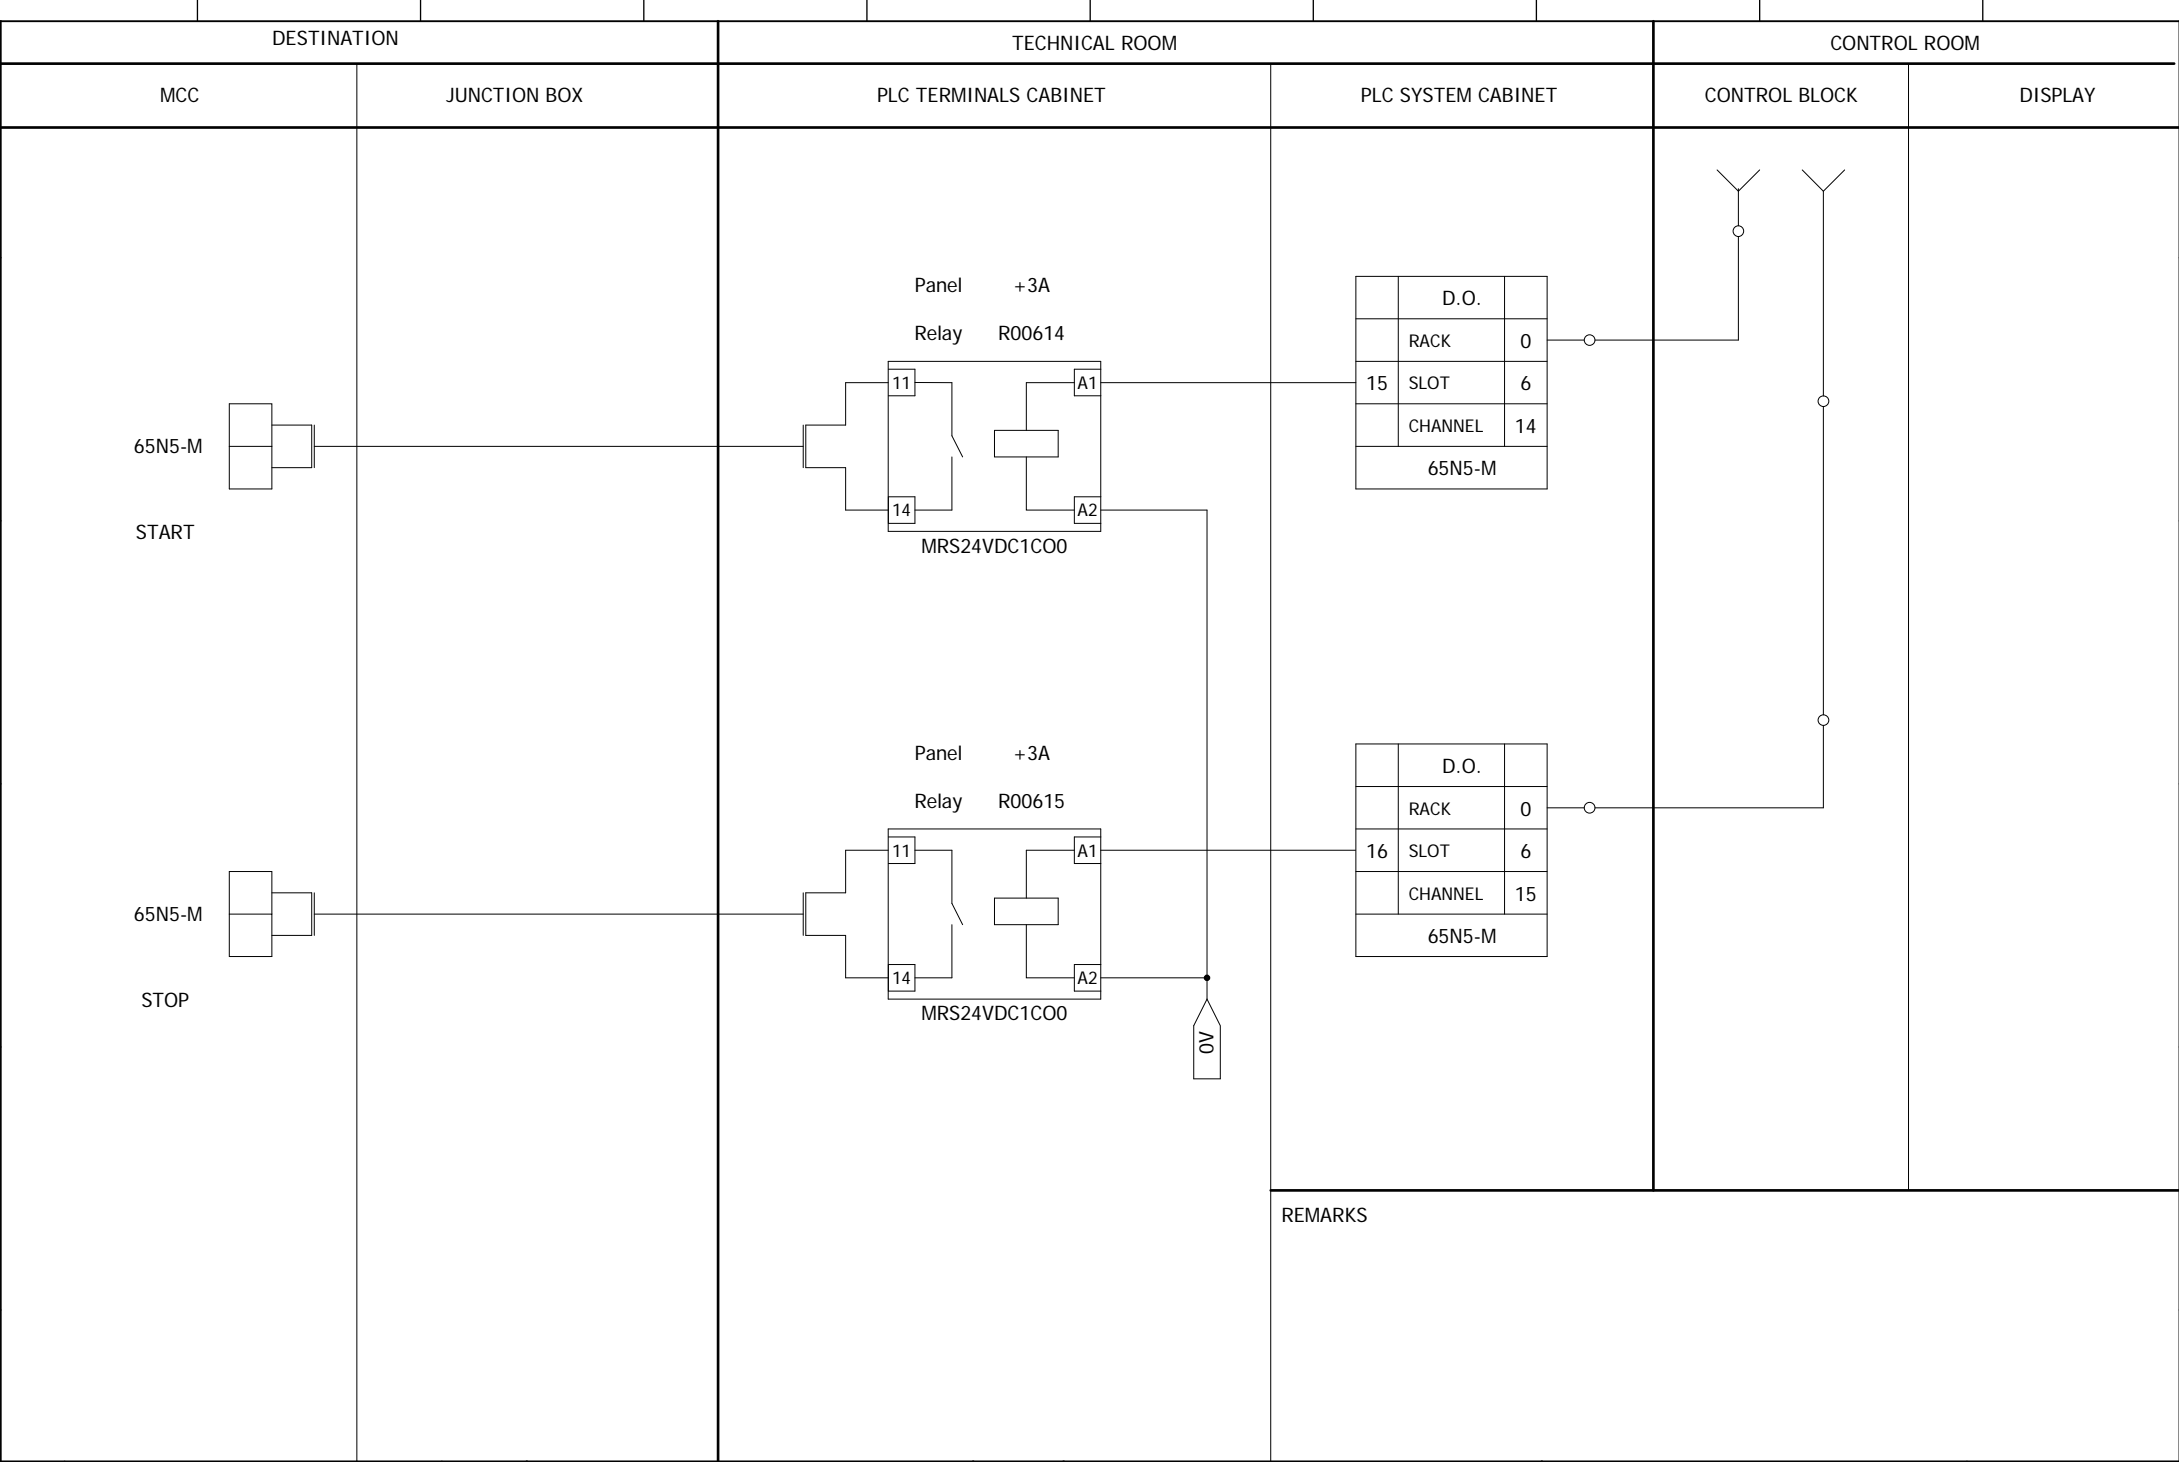 DESTINATION
TECHNICAL ROOM
CONTROL ROOM
MCC
JUNCTION BOX
PLC TERMINALS CABINET
PLC SYSTEM CABINET
CONTROL BLOCK
DISPLAY
Panel +3A
Relay R00614
11
A1
14
A2
MRS24VDC1CO0
65N5-M
START
D.O.
RACK 0
15 SLOT 6
CHANNEL 14
65N5-M
Panel +3A
Relay R00615
11
A1
14
A2
MRS24VDC1CO0
65N5-M
STOP
D.O.
RACK 0
16 SLOT 6
CHANNEL 15
65N5-M
0V
REMARKS